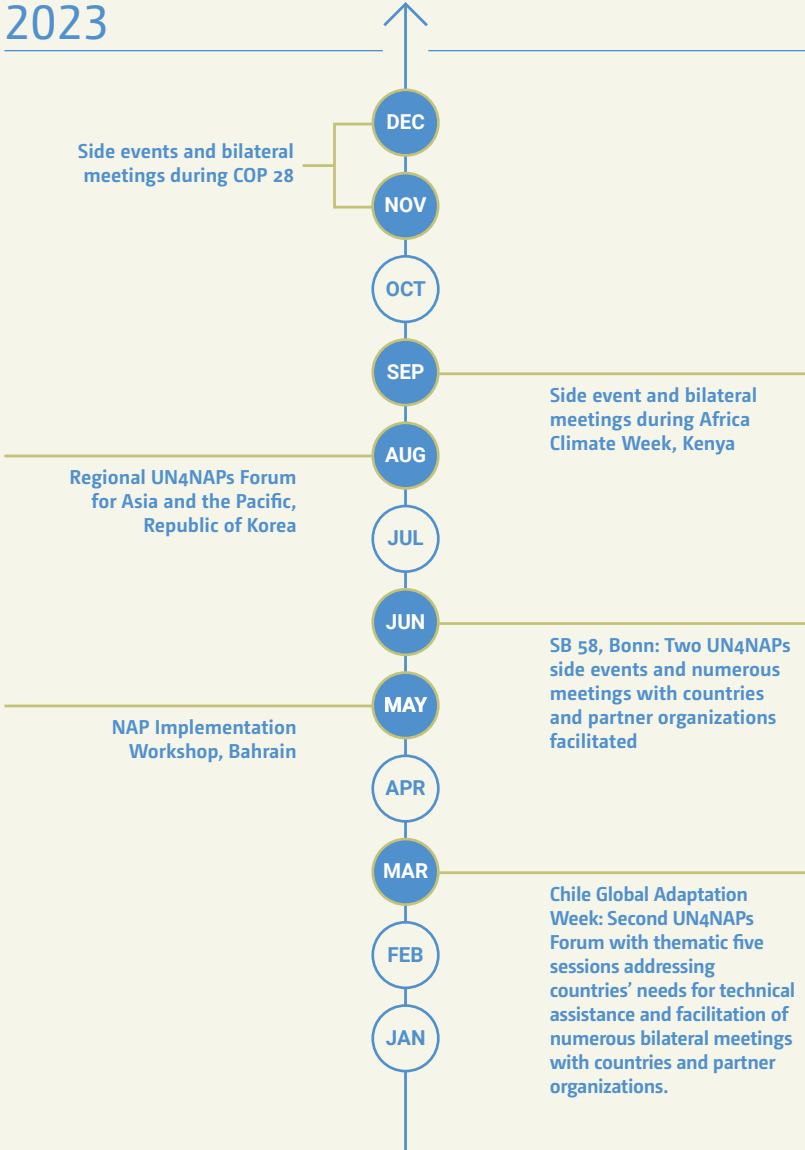 2023
DEC
Side events and bilateral
meetings during COP 28
NOV
OCT
SEP
Side event and bilateral
meetings during Africa
Climate Week, Kenya
AUG
Regional UN4NAPs Forum
for Asia and the Pacific,
Republic of Korea
JUL
JUN
SB 58, Bonn: Two UN4NAPs
side events and numerous
meetings with countries
and partner organizations
facilitated
MAY
NAP Implementation
Workshop, Bahrain
APR
MAR
Chile Global Adaptation
Week: Second UN4NAPs
Forum with thematic five
sessions addressing
countries’ needs for technical
assistance and facilitation of
numerous bilateral meetings
with countries and partner
organizations.
FEB
JAN